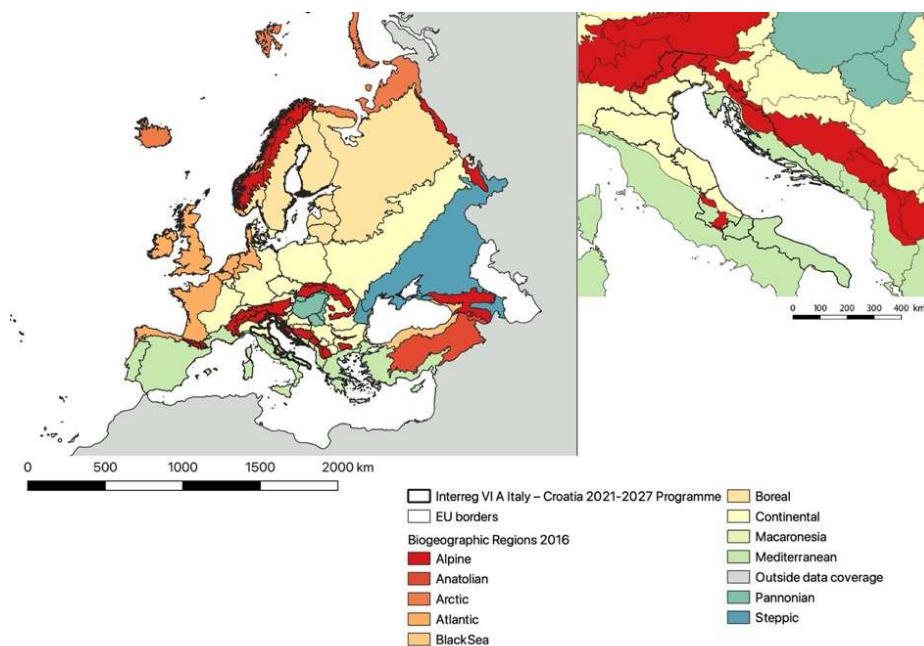 0 100 200 300 400 km
0 500 1000 1500 2000 km
Interreg VI A Italy – Croatia 2021-2027 Programme
EU borders
Biogeographic Regions 2016
Alpine
Anatolian
Arctic
Atlantic
BlackSea
Boreal
Continental
Macaronesia
Mediterranean
Outside data coverage
Pannonian
Steppic